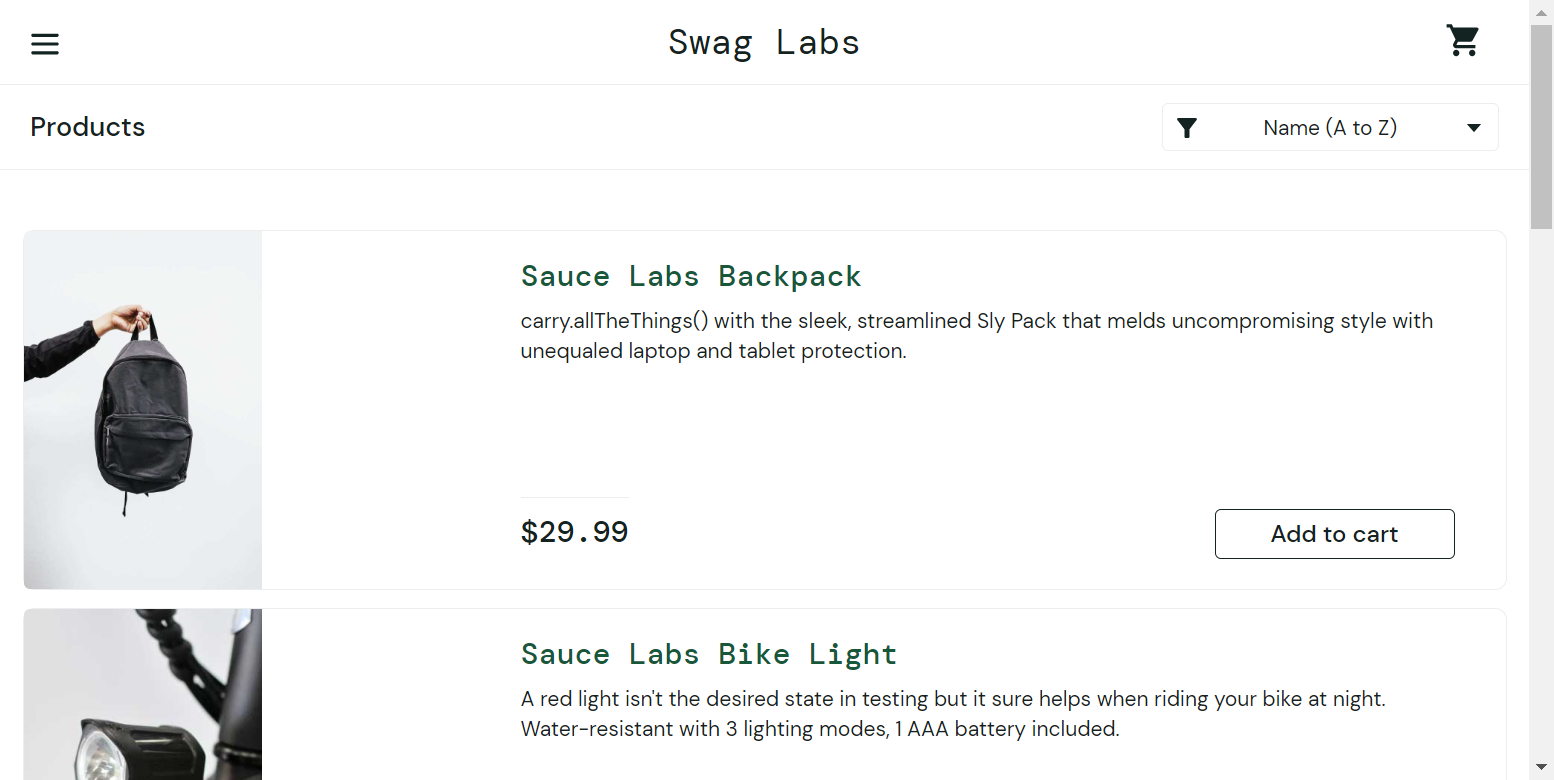 Swag Labs
Products
Name (A to Z)
Sauce Labs Backpack
carry.allTheThings() with the sleek, streamlined Sly Pack that melds uncompromising style with
unequaled laptop and tablet protection.
$29.99
Add to cart
Sauce Labs Bike Light
A red light isn't the desired state in testing but it sure helps when riding your bike at night.
Water-resistant with 3 lighting modes, 1 AAA battery included.